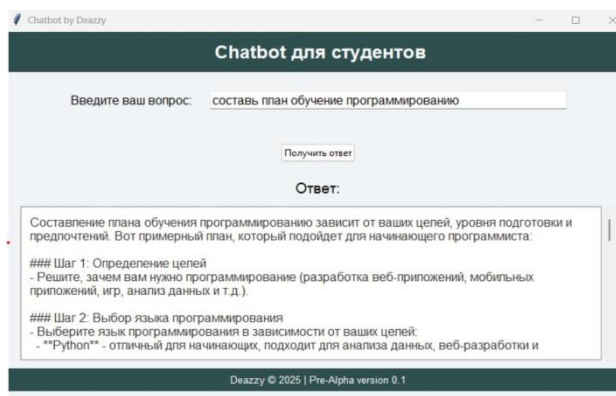 Chatbot by Deazzy
Chatbot для студентов
Введите ваш вопрос: составь план обучение программированию
Получить ответ
Ответ:
Составление плана обучения программированию зависит от ваших целей, уровня подготовки и
предпочтений. Вот примерный план, который подойдет для начинающего программиста:
### Шаг 1: Определение целей
- Решите, зачем вам нужно программирование (разработка веб-приложений, мобильных
приложений, игр, анализ данных и т.д.).
### Шаг 2: Выбор языка программирования
- Выберите язык программирования в зависимости от ваших целей:
- **Python** - отличный для начинающих, подходит для анализа данных, веб-разработки и
Deazzy © 2025 | Pre-Alpha version 0.1